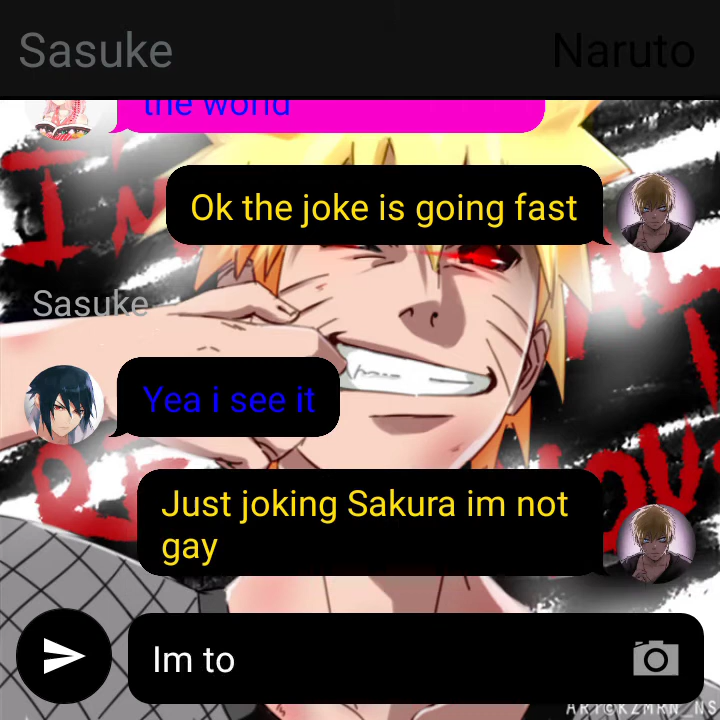 Sasuke
Naruto
the world
Ok the joke is going fast
Sasuke
Yea i see it
Just joking Sakura im not
gay
Im to